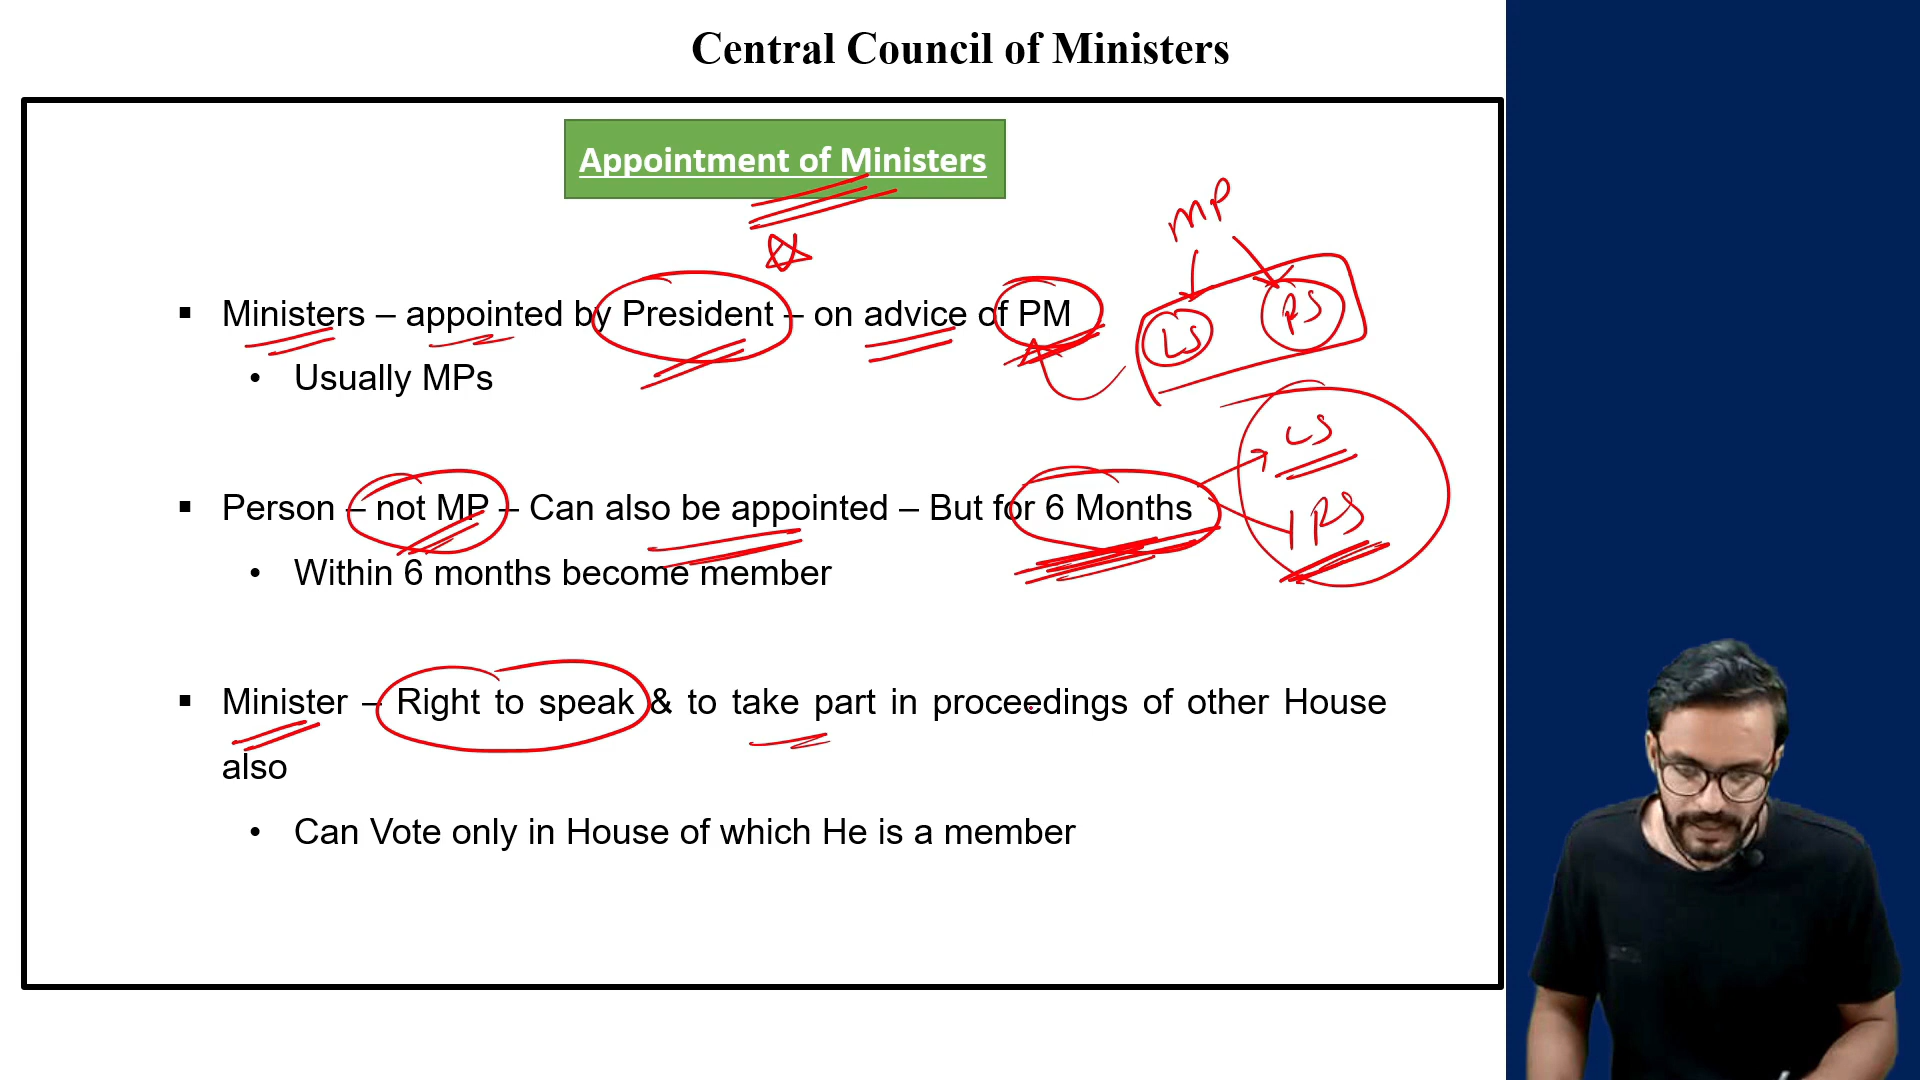 Central Council of Ministers
Appointment of Ministers
MP
▪ Ministers – appointed by President – on advice of PM
LS RS
• Usually MPs
LS
▪ Person – not MP – Can also be appointed – But for 6 Months
RS
• Within 6 months become member
▪ Minister – Right to speak & to take part in proceedings of other House
also
• Can Vote only in House of which He is a member